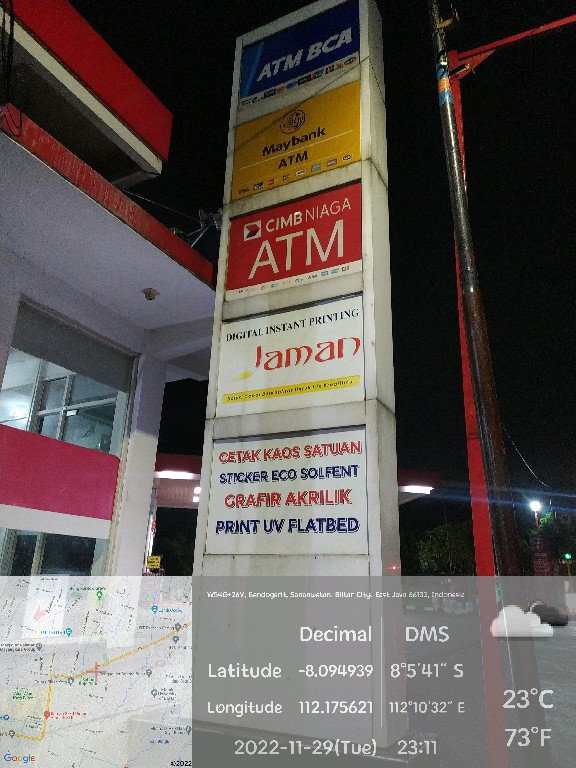 ATM BCA
Maybank
ATM
CIMB NIAGA
ATM
DIGITAL INSTANT PRINTING
Jaman
CETAK KAOS SATUAN
STICKER ECO SOLFENT
GRAFIR AKRILIK
PRINT UV FLATBED
W54G+26V, Bendogerit, Sananwetan, Blitar City, East Java 66133, Indonesia
Decimal DMS
Latitude -8.094939 8°5'41" S
Longitude 112.175621 112°10'32" E
2022-11-29(Tue) 23:11
23°C
73°F
Google
©2022